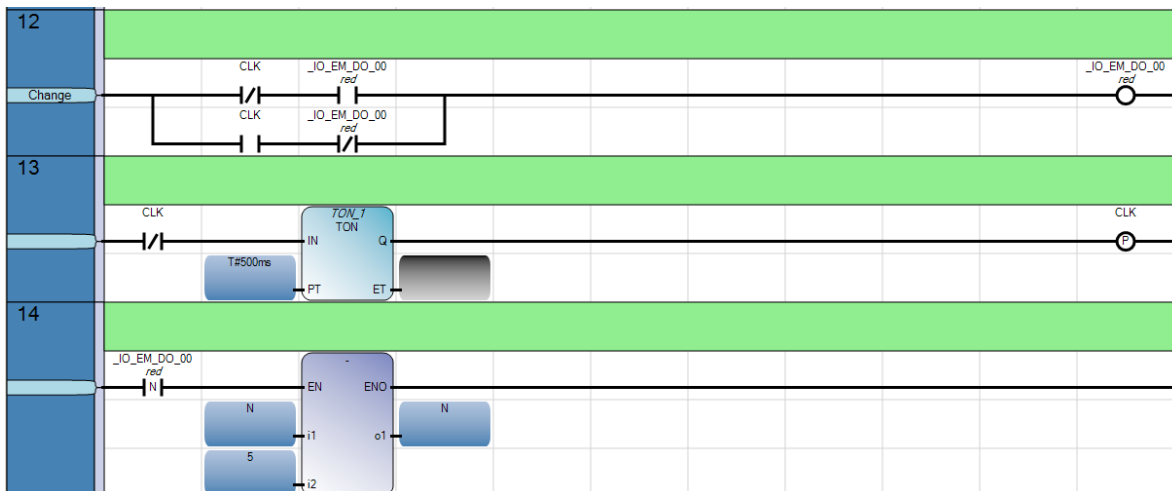 12
Change
CLK _IO_EM_DO_00 _IO_EM_DO_00
red red
CLK _IO_EM_DO_00
red
13
CLK TON_1 CLK
TON
IN Q P
T#500ms
PT ET
14
_IO_EM_DO_00 -
red
N EN ENO
N N
i1 o1
5
i2